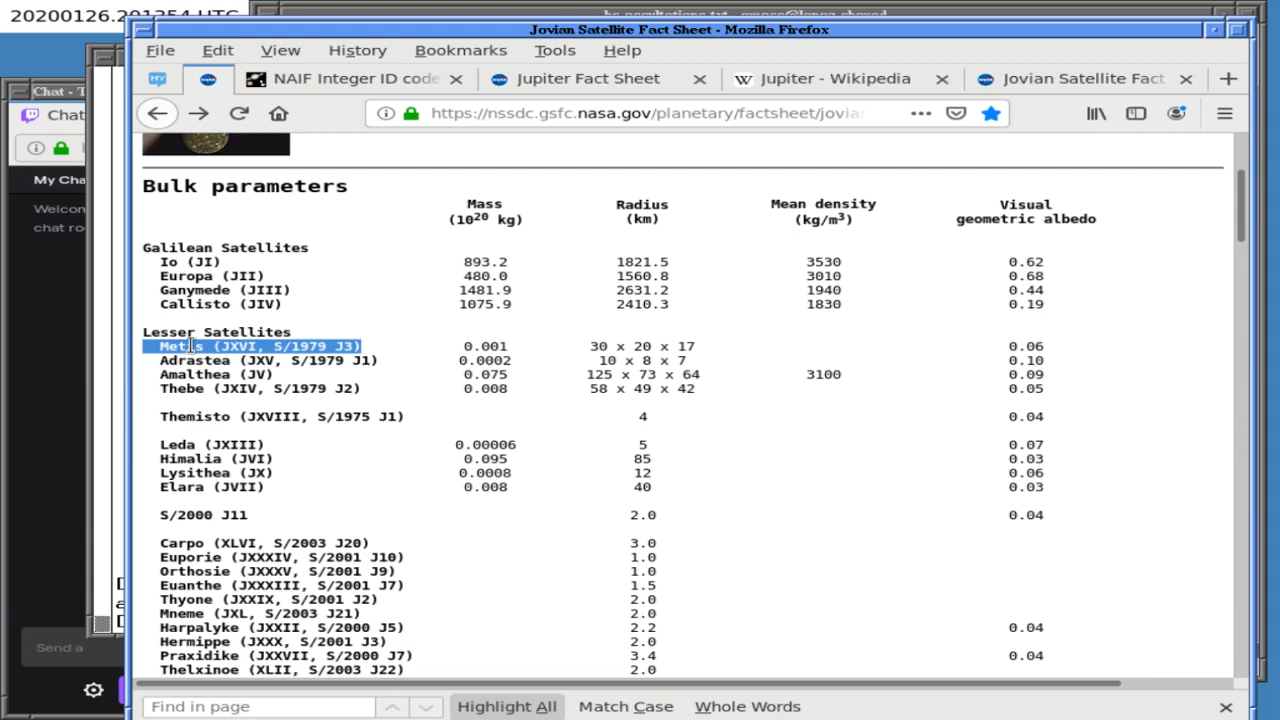 20200126.201354 UTC
Jovian Satellite Fact Sheet - Mozilla Firefox
File Edit View History Bookmarks Tools Help
Chat - T
MY NAIF Integer ID code Jupiter Fact Sheet Jupiter - Wikipedia Jovian Satellite Fact
Chat
https://nssdc.gsfc.nasa.gov/planetary/factsheet/jovia
My Cha
Welcon
chat ro
Bulk parameters
Mass Radius Mean density Visual
(10²⁰ kg) (km) (kg/m³) geometric albedo
Galilean Satellites
Io (JI) 893.2 1821.5 3530 0.62
Europa (JII) 480.0 1560.8 3010 0.68
Ganymede (JIII) 1481.9 2631.2 1940 0.44
Callisto (JIV) 1075.9 2410.3 1830 0.19
Lesser Satellites
Metis (JXVI, S/1979 J3) 0.001 30 x 20 x 17 0.06
Adrastea (JXV, S/1979 J1) 0.0002 10 x 8 x 7 0.10
Amalthea (JV) 0.075 125 x 73 x 64 3100 0.09
Thebe (JXIV, S/1979 J2) 0.008 58 x 49 x 42 0.05
Themisto (JXVIII, S/1975 J1) 4 0.04
Leda (JXIII) 0.00006 5 0.07
Himalia (JVI) 0.095 85 0.03
Lysithea (JX) 0.0008 12 0.06
Elara (JVII) 0.008 40 0.03
S/2000 J11 2.0 0.04
Carpo (XLVI, S/2003 J20) 3.0
Euporie (JXXXIV, S/2001 J10) 1.0
Orthosie (JXXXV, S/2001 J9) 1.0
Euanthe (JXXXIII, S/2001 J7) 1.5
Thyone (JXXIX, S/2001 J2) 2.0
Mneme (JXL, S/2003 J21) 2.0
Harpalyke (JXXII, S/2000 J5) 2.2 0.04
Hermippe (JXXX, S/2001 J3) 2.0
Praxidike (JXXVII, S/2000 J7) 3.4 0.04
Thelxinoe (XLII, S/2003 J22) 2.0
Send a
Find in page Highlight All Match Case Whole Words